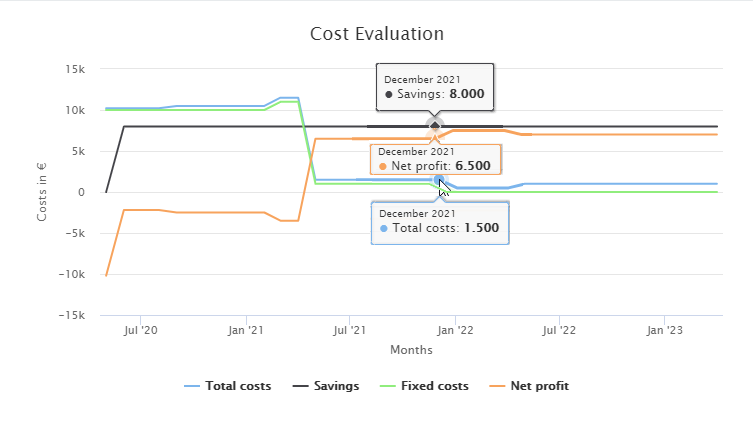 Cost Evaluation
15k
10k
5k
0
−5k
−10k
−15k
Costs in €
December 2021
● Savings: 8.000
December 2021
● Net profit: 6.500
December 2021
● Total costs: 1.500
Jul '20
Jan '21
Jul '21
Jan '22
Jul '22
Jan '23
Months
Total costs
Savings
Fixed costs
Net profit